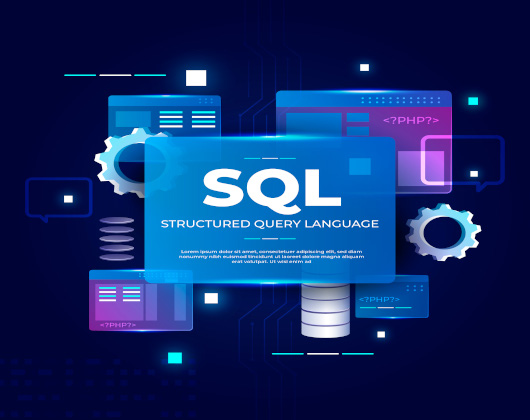 <?PHP?>
SQL
STRUCTURED QUERY LANGUAGE
Lorem ipsum dolor sit amet, consectetuer adipiscing elit, sed diam
nonummy nibh euismod tincidunt ut laoreet dolore magna aliquam
erat volutpat. Ut wisi enim ad
<?PHP?>
<?PHP?>